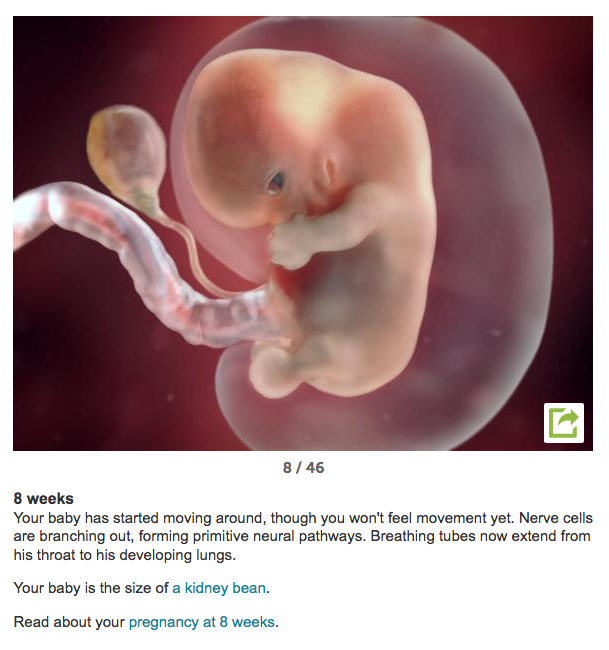 8 / 46
8 weeks
Your baby has started moving around, though you won't feel movement yet. Nerve cells
are branching out, forming primitive neural pathways. Breathing tubes now extend from
his throat to his developing lungs.
Your baby is the size of a kidney bean.
Read about your pregnancy at 8 weeks.